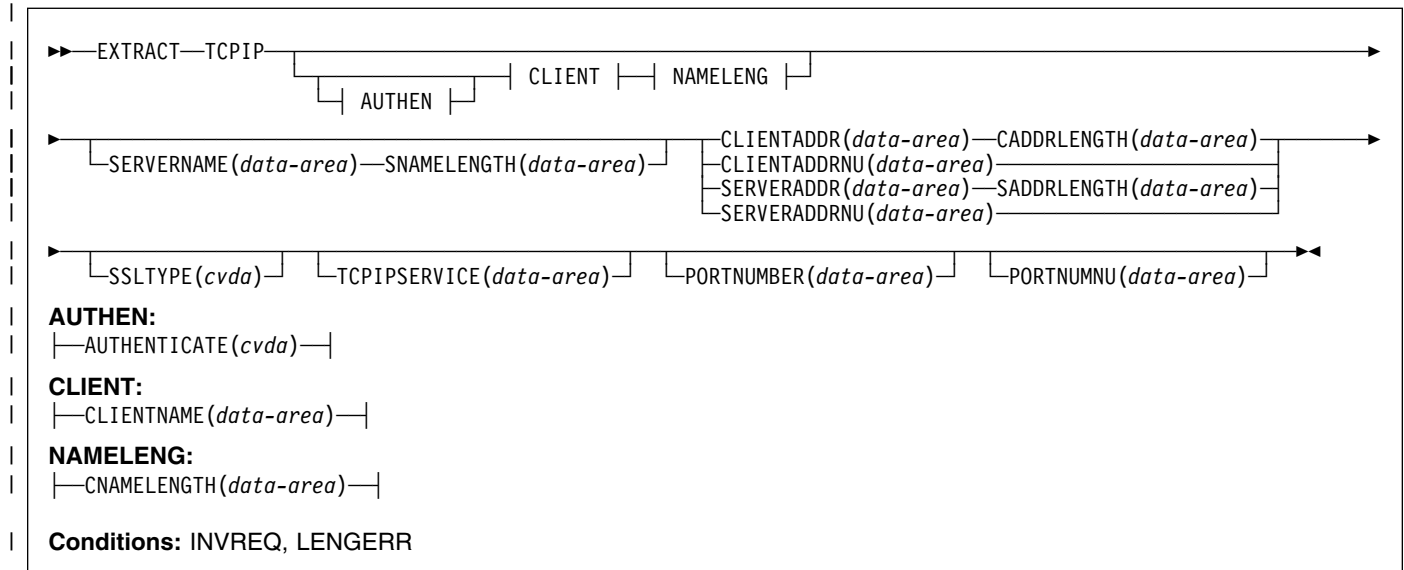 EXTRACT TCPIP
CLIENT NAMELENG
AUTHEN
CLIENTADDR(data-area) CADDRLENGTH(data-area)
SERVERNAME(data-area) SNAMELENGTH(data-area) CLIENTADDRNU(data-area)
SERVERADDR(data-area) SADDRLENGTH(data-area)
SERVERADDRNU(data-area)
SSLTYPE(cvda) TCPIPSERVICE(data-area) PORTNUMBER(data-area) PORTNUMNU(data-area)
AUTHEN:
AUTHENTICATE(cvda)
CLIENT:
CLIENTNAME(data-area)
NAMELENG:
CNAMELENGTH(data-area)
Conditions: INVREQ, LENGERR